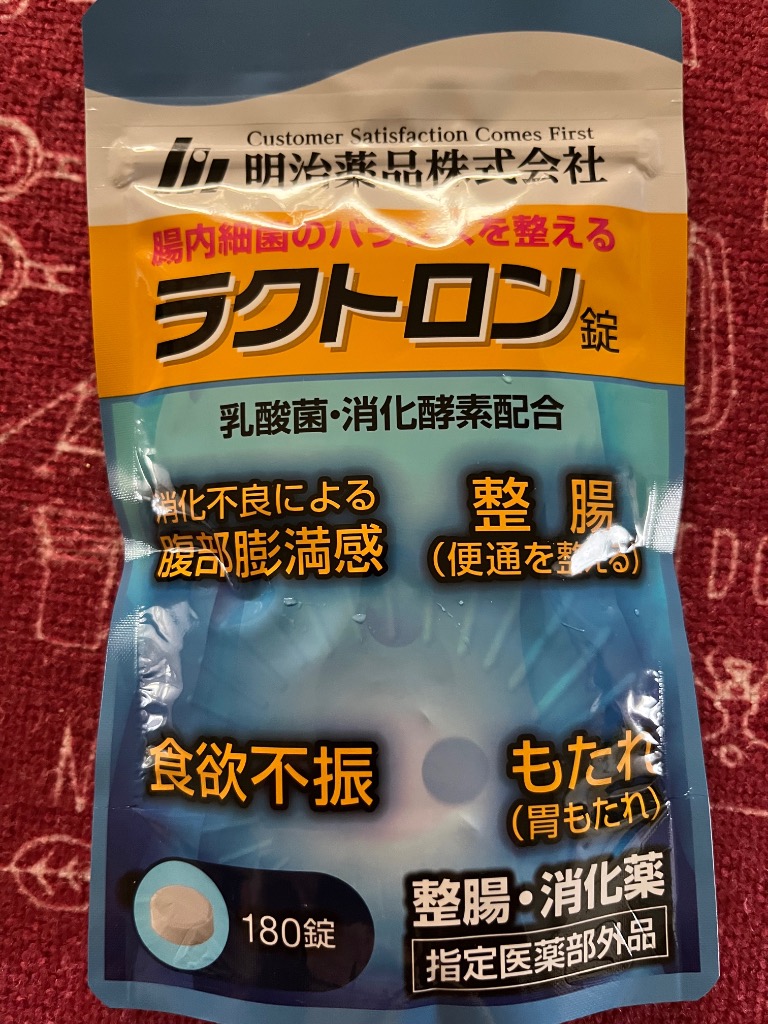 Customer Satisfaction Comes First
明治薬品株式会社
腸内細菌のバランスを整える
ラクトロン錠
乳酸菌・消化酵素配合
消化不良による
腹部膨満感
整腸
(便通を整える)
食欲不振
もたれ
(胃もたれ)
180錠
整腸・消化薬
指定医薬部外品